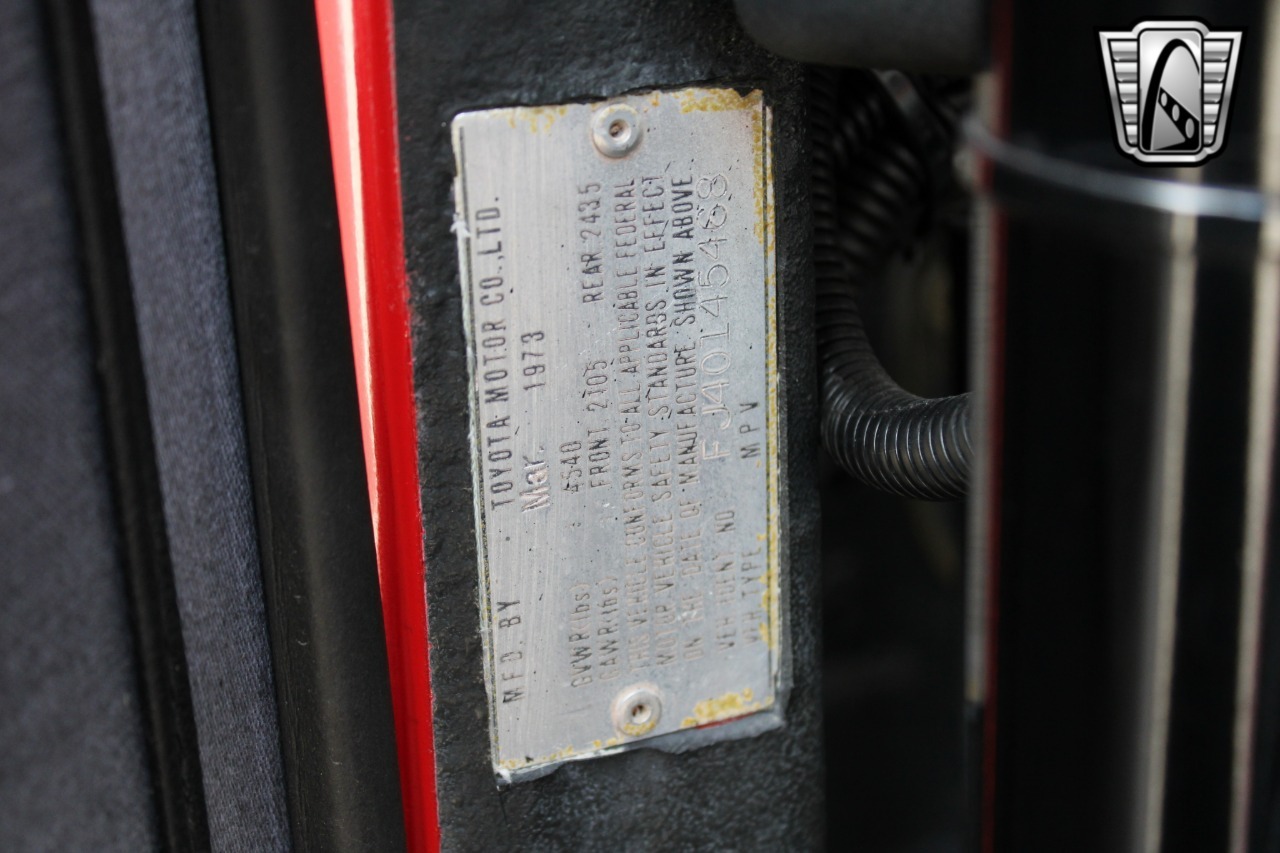 MFD. BY TOYOTA MOTOR CO., LTD.
Mar. 1973
GVWR(lbs) 4540
GAWR(lbs) FRONT 2105 REAR 2435
THIS VEHICLE CONFORMS TO ALL APPLICABLE FEDERAL
MOTOR VEHICLE SAFETY STANDARDS IN EFFECT
ON THE DATE OF MANUFACTURE SHOWN ABOVE.
VEH IDENT NO FJ40145468
VEH TYPE MPV